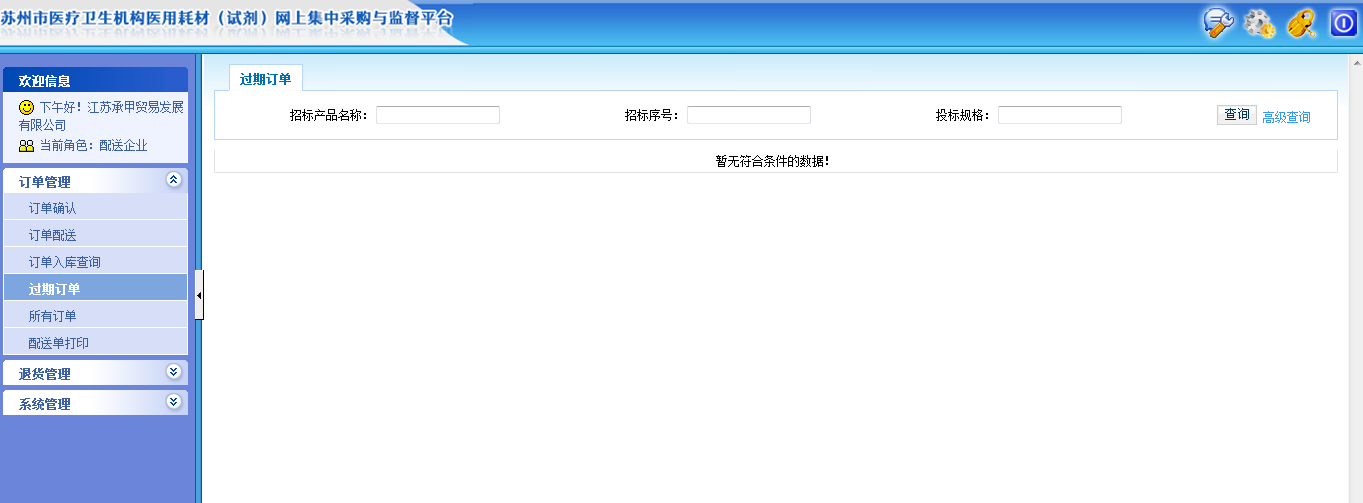 苏州市医疗卫生机构医用耗材（试剂）网上集中采购与监督平台
欢迎信息
下午好！江苏承甲贸易发展
有限公司
当前角色：配送企业
订单管理
订单确认
订单配送
订单入库查询
过期订单
所有订单
配送单打印
退货管理
系统管理
过期订单
招标产品名称： 招标序号： 投标规格： 查询 高级查询
暂无符合条件的数据！